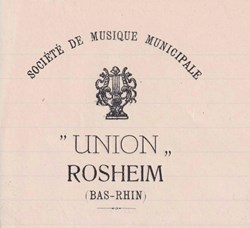 SOCIÉTÉ DE MUSIQUE MUNICIPALE
" UNION „
ROSHEIM
(BAS-RHIN)